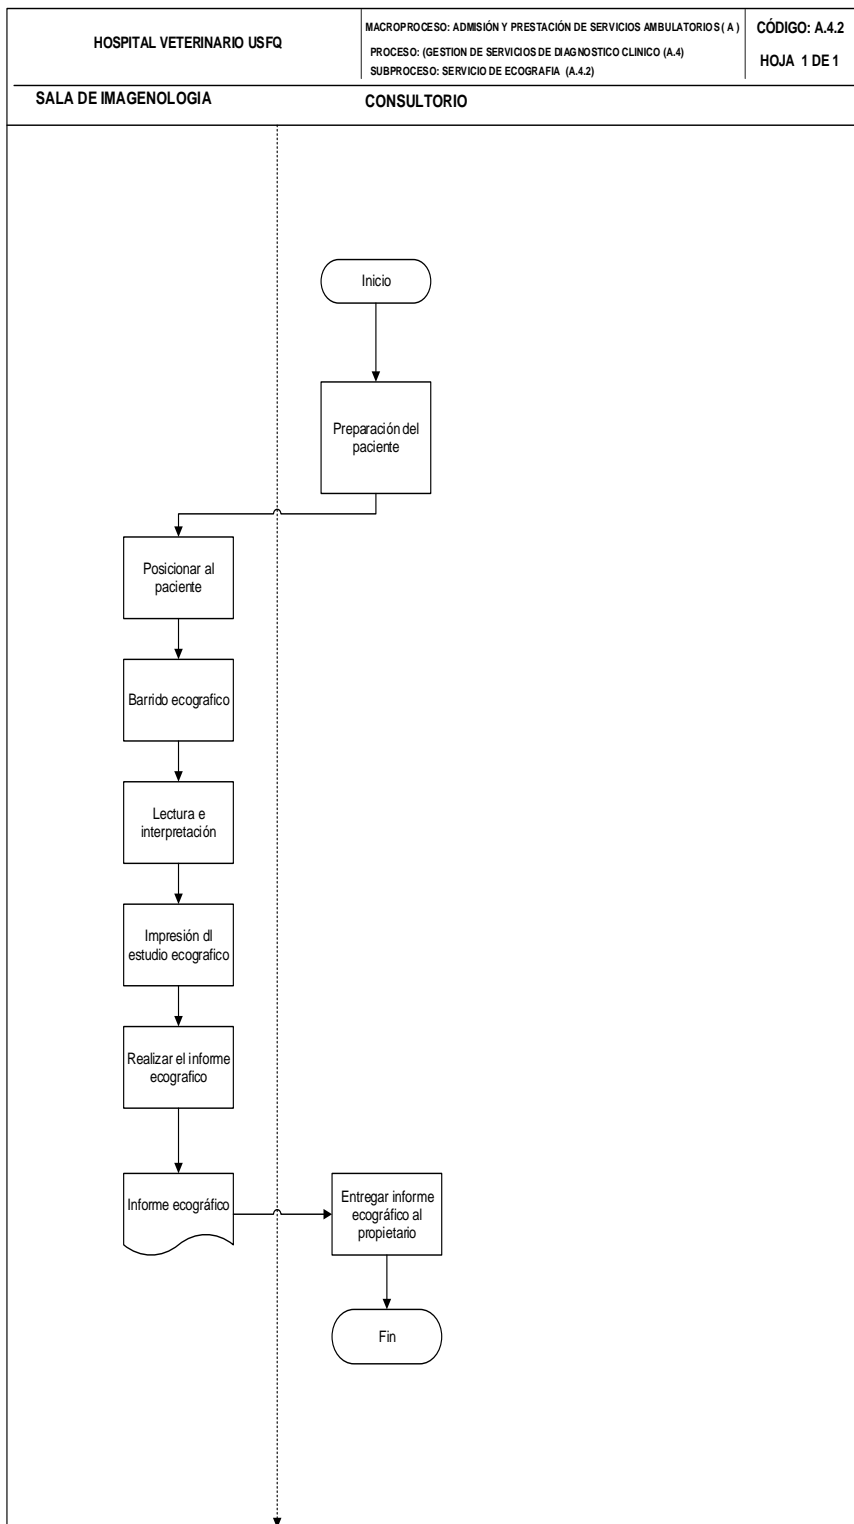 HOSPITAL VETERINARIO USFQ
MACROPROCESO: ADMISIÓN Y PRESTACIÓN DE SERVICIOS AMBULATORIOS ( A )
PROCESO: (GESTION DE SERVICIOS DE DIAGNOSTICO CLINICO (A.4)
SUBPROCESO: SERVICIO DE ECOGRAFIA (A.4.2)
CÓDIGO: A.4.2
HOJA 1 DE 1
SALA DE IMAGENOLOGIA
CONSULTORIO
Inicio
Preparación del
paciente
Posicionar al
paciente
Barrido ecografico
Lectura e
interpretación
Impresión dl
estudio ecografico
Realizar el informe
ecografico
Informe ecográfico
Entregar informe
ecográfico al
propietario
Fin